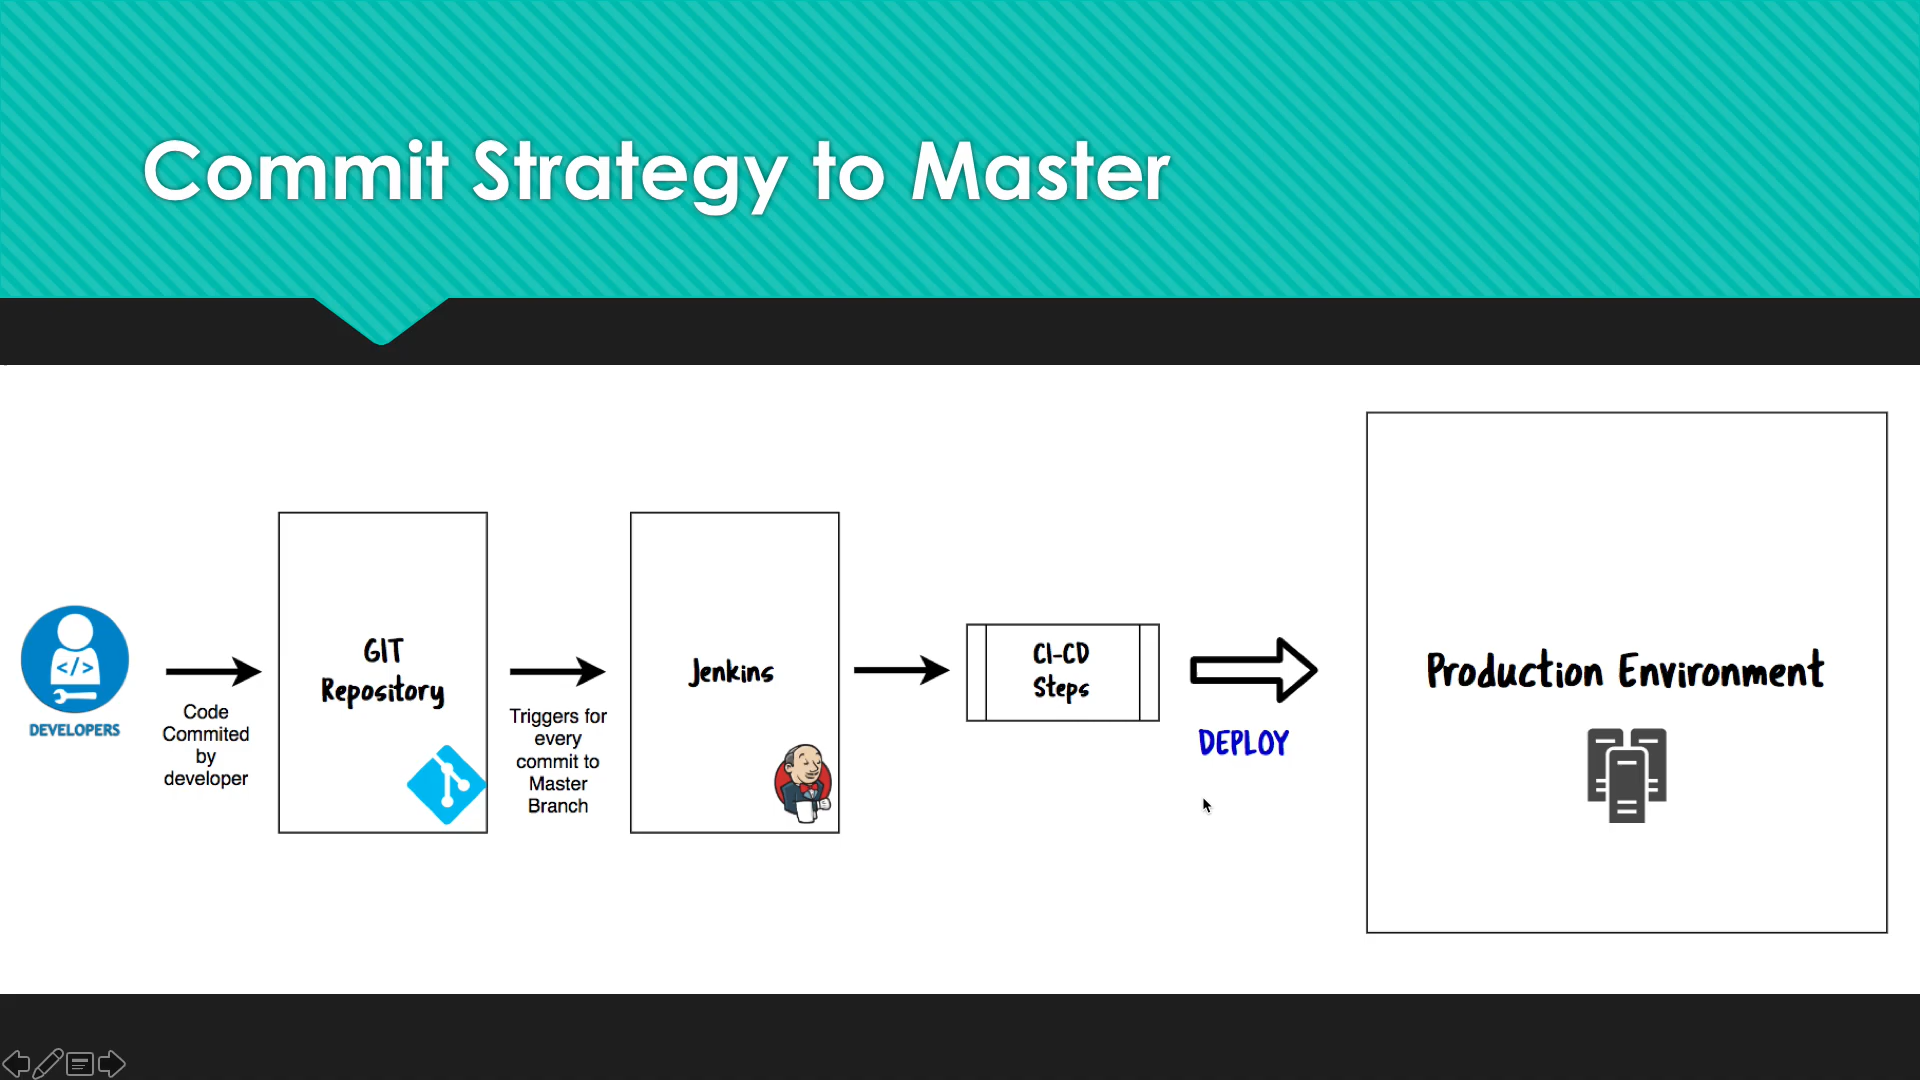 Commit Strategy to Master
</>
DEVELOPERS
Code
Commited
by
developer
GIT
Repository
Triggers for
every
commit to
Master
Branch
Jenkins
CI-CD
Steps
DEPLOY
Production Environment